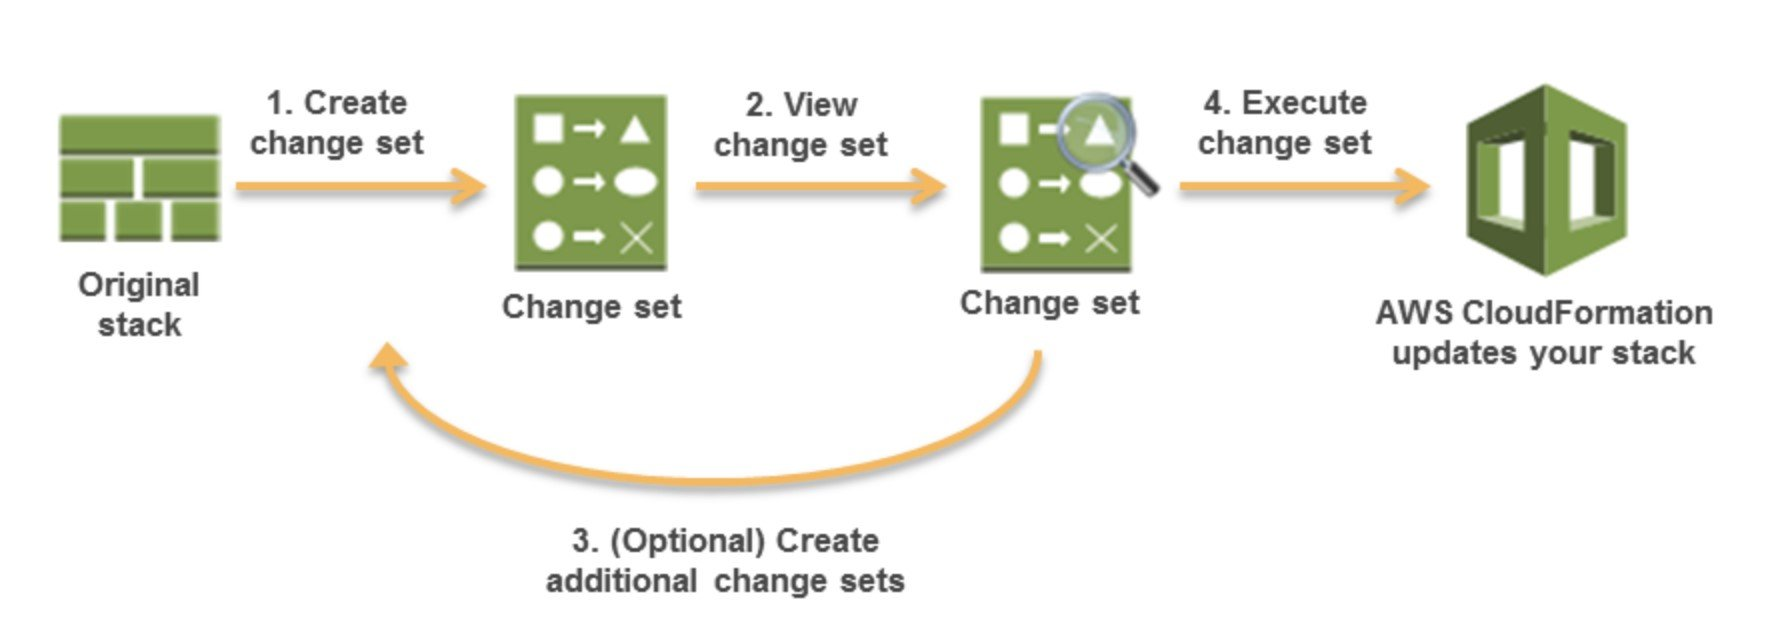 1. Create
change set
2. View
change set
4. Execute
change set
Original
stack
Change set
Change set
AWS CloudFormation
updates your stack
3. (Optional) Create
additional change sets